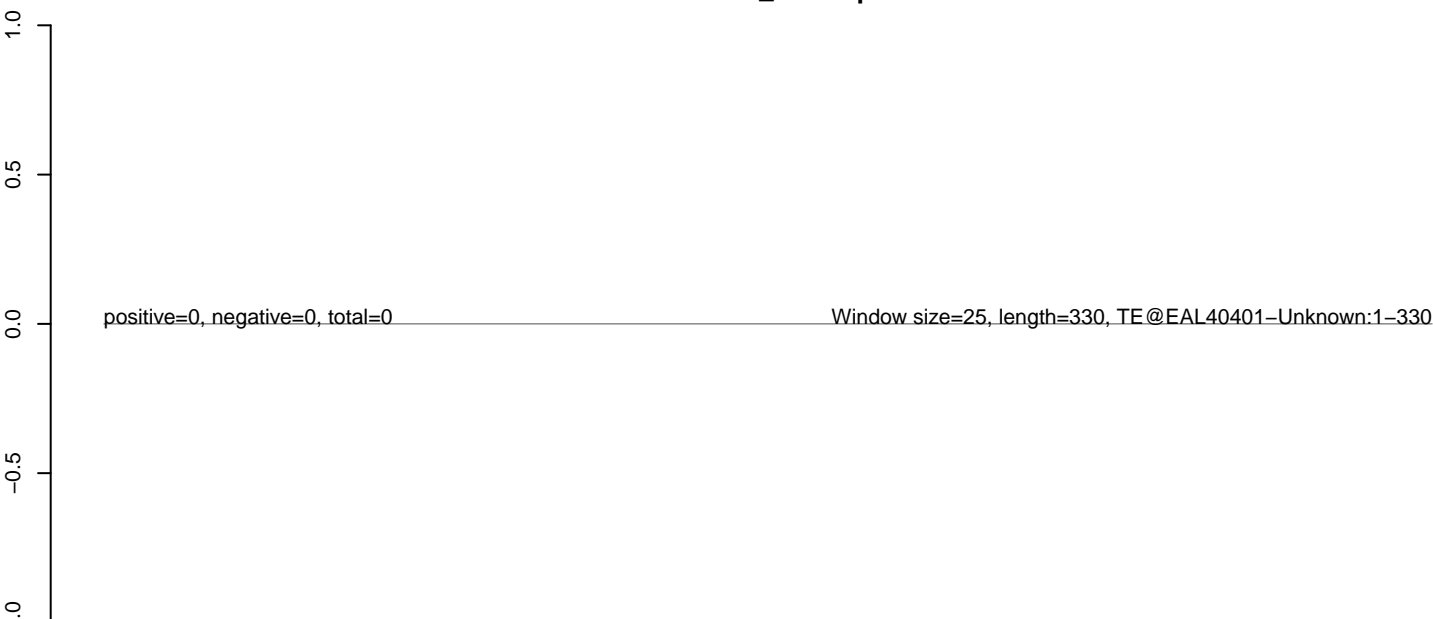 1.0
0.5
0.0
positive=0, negative=0, total=0
Window size=25, length=330, TE@EAL40401−Unknown:1−330
−0.5